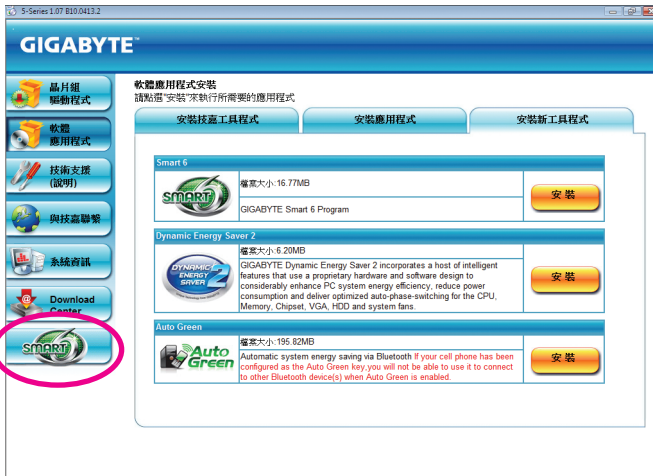 5-Series 1.07 B10.0413.2
GIGABYTE™
晶片組
驅動程式
軟體
應用程式
技術支援
(說明)
與技嘉聯繫
系統資訊
Download
Center
SMART 6
軟體應用程式安裝
請點選"安裝"來執行所需要的應用程式
安裝技嘉工具程式
安裝應用程式
安裝新工具程式
Smart 6
SMART 6
檔案大小:16.77MB
GIGABYTE Smart 6 Program
安裝
Dynamic Energy Saver 2
DYNAMIC
ENERGY
SAVER 2
檔案大小:6.20MB
GIGABYTE Dynamic Energy Saver 2 incorporates a host of intelligent
features that use a proprietary hardware and software design to
considerably enhance PC system energy efficiency, reduce power
consumption and deliver optimized auto-phase-switching for the CPU,
Memory, Chipset, VGA, HDD and system fans.
安裝
Auto Green
Auto
Green
檔案大小:195.82MB
Automatic system energy saving via Bluetooth If your cell phone has been
configured as the Auto Green key,you will not be able to use it to connect
to other Bluetooth device(s) when Auto Green is enabled.
安裝